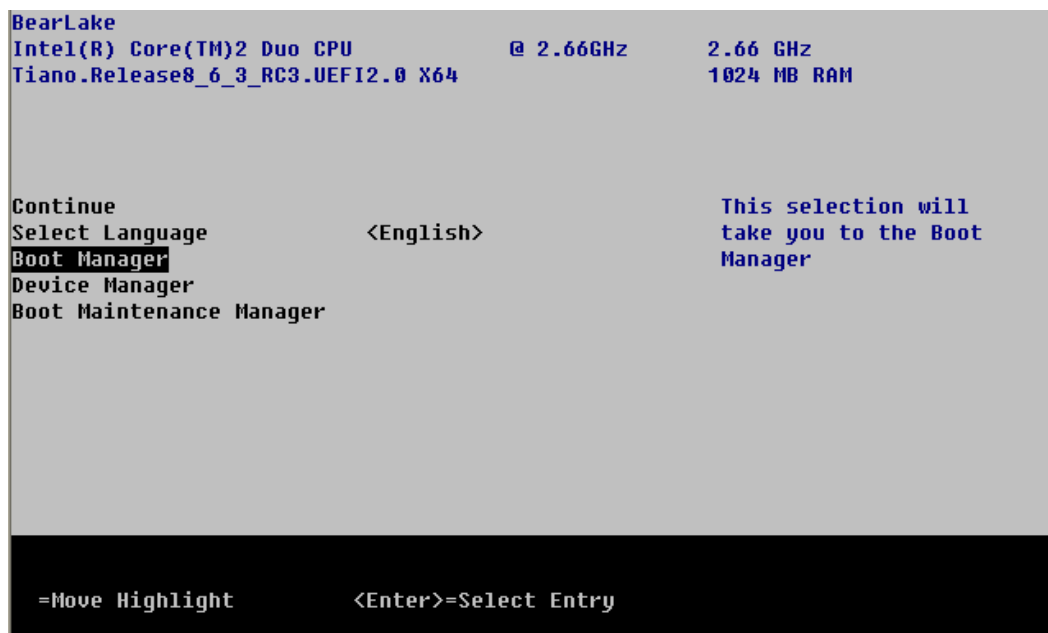 BearLake
Intel(R) Core(TM)2 Duo CPU @ 2.66GHz 2.66 GHz
Tiano.Release8_6_3_RC3.UEFI2.0 X64 1024 MB RAM
Continue
Select Language <English>
Boot Manager
Device Manager
Boot Maintenance Manager
This selection will
take you to the Boot
Manager
=Move Highlight <Enter>=Select Entry